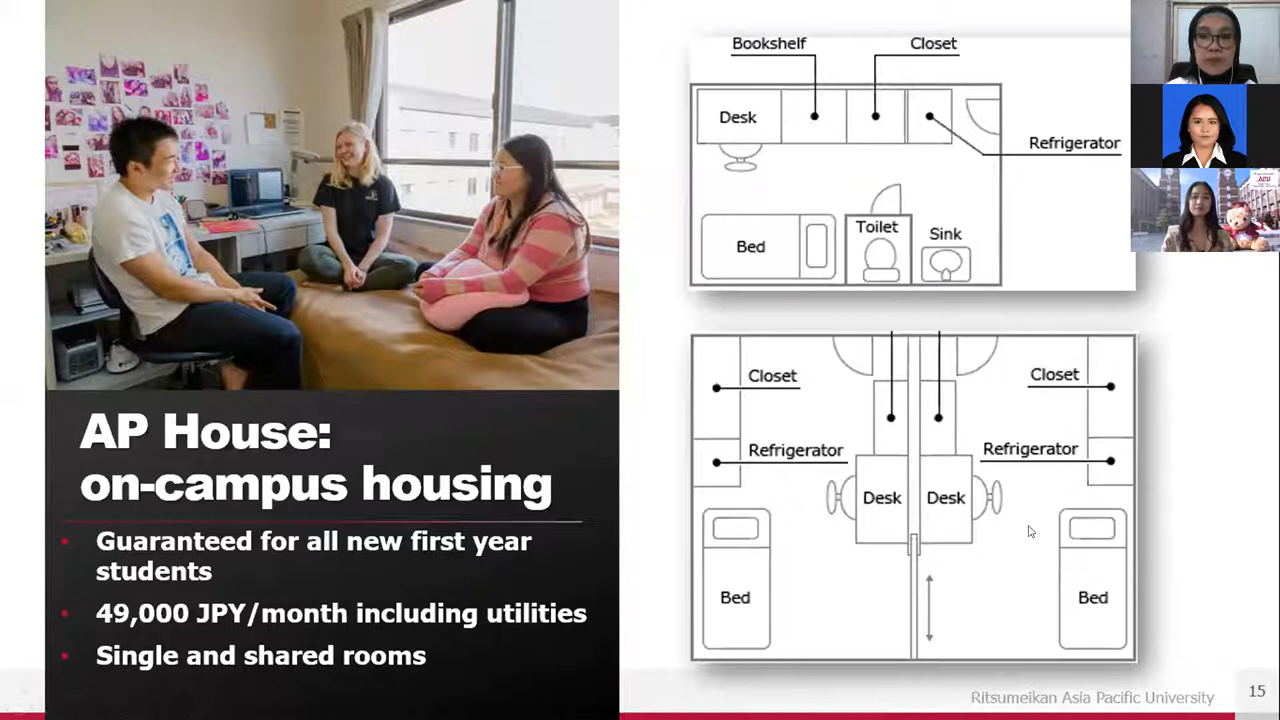 AP House:
on-campus housing
• Guaranteed for all new first year
students
• 49,000 JPY/month including utilities
• Single and shared rooms
Bookshelf
Closet
Desk
Refrigerator
Bed
Toilet
Sink
Closet
Closet
Refrigerator
Refrigerator
Desk
Desk
Bed
Bed
Ritsumeikan Asia Pacific University
15
APU